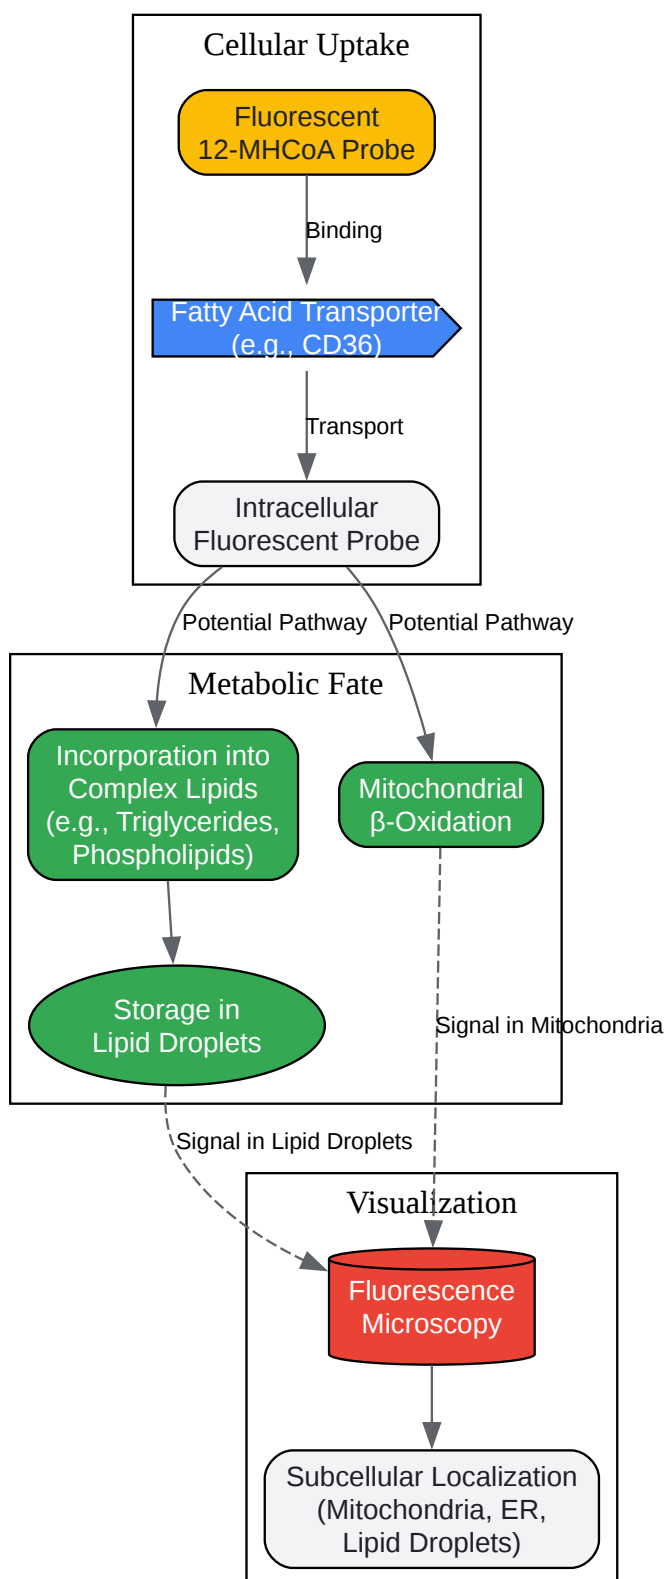 Cellular Uptake
Fluorescent
12-MHCoA Probe
Binding
Fatty Acid Transporter
(e.g., CD36)
Transport
Intracellular
Fluorescent Probe
Potential Pathway
Potential Pathway
Metabolic Fate
Incorporation into
Complex Lipids
(e.g., Triglycerides,
Phospholipids)
Mitochondrial
β-Oxidation
Storage in
Lipid Droplets
Signal in Mitochondria
Signal in Lipid Droplets
Visualization
Fluorescence
Microscopy
Subcellular Localization
(Mitochondria, ER,
Lipid Droplets)